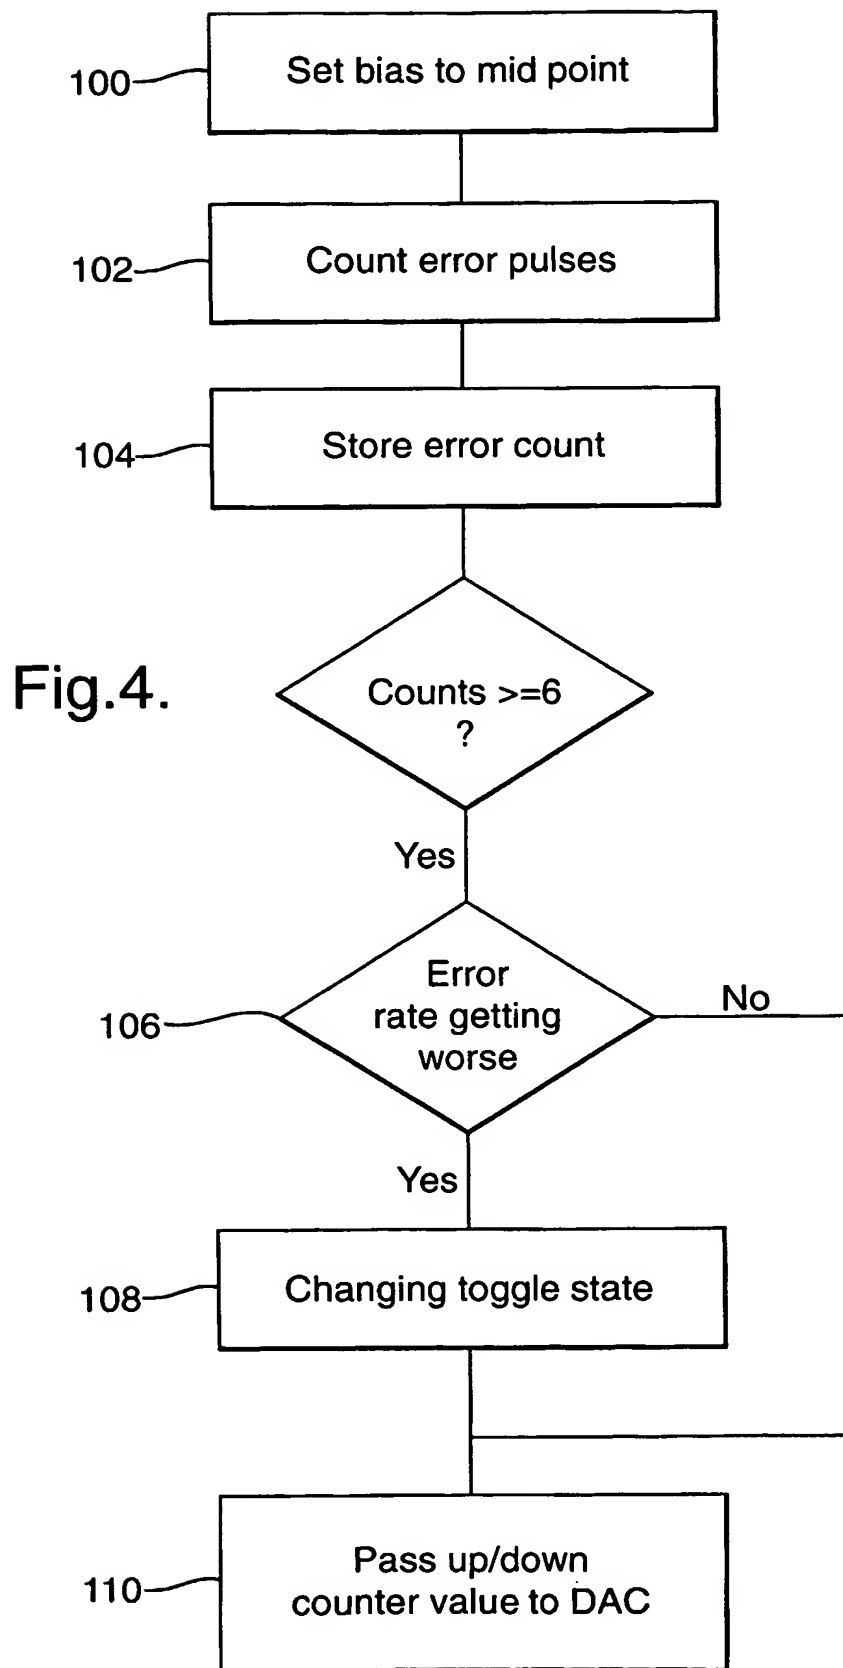 Set bias to mid point
100
Count error pulses
102
Store error count
104
Fig.4.
Counts >=6
?
Yes
Error
rate getting
worse
106
No
Yes
Changing toggle state
108
Pass up/down
counter value to DAC
110